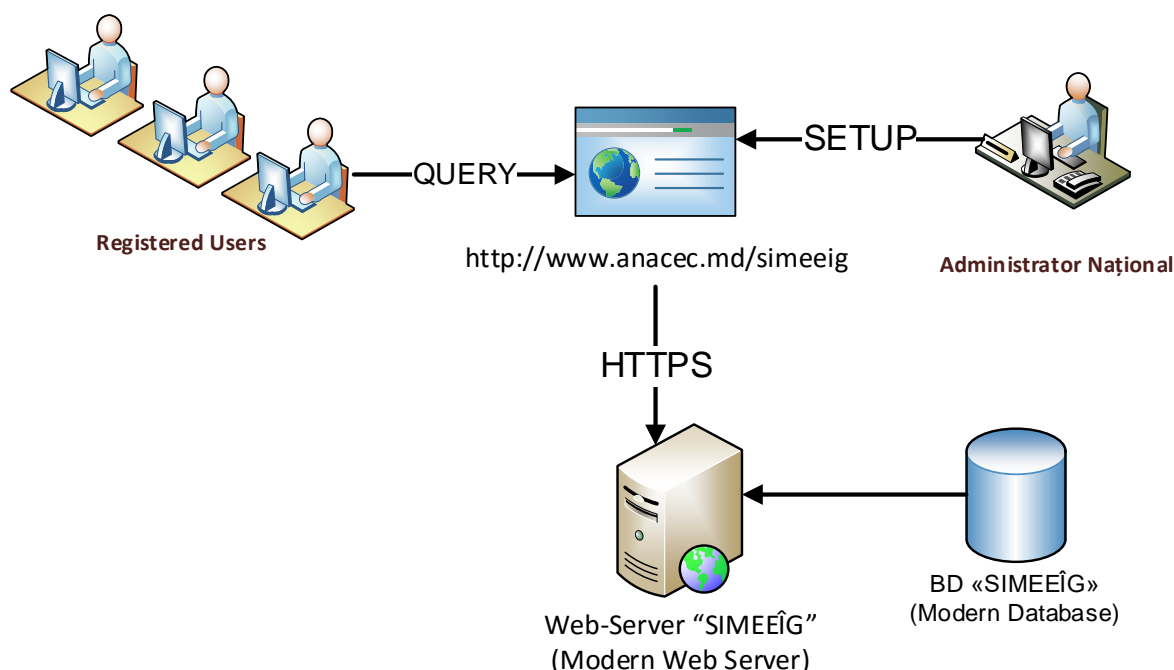 SETUP
QUERY
Registered Users
http://www.anacec.md/simeeig
Administrator Național
HTTPS
BD «SIMEEÎG»
(Modern Database)
Web-Server “SIMEEÎG”
(Modern Web Server)